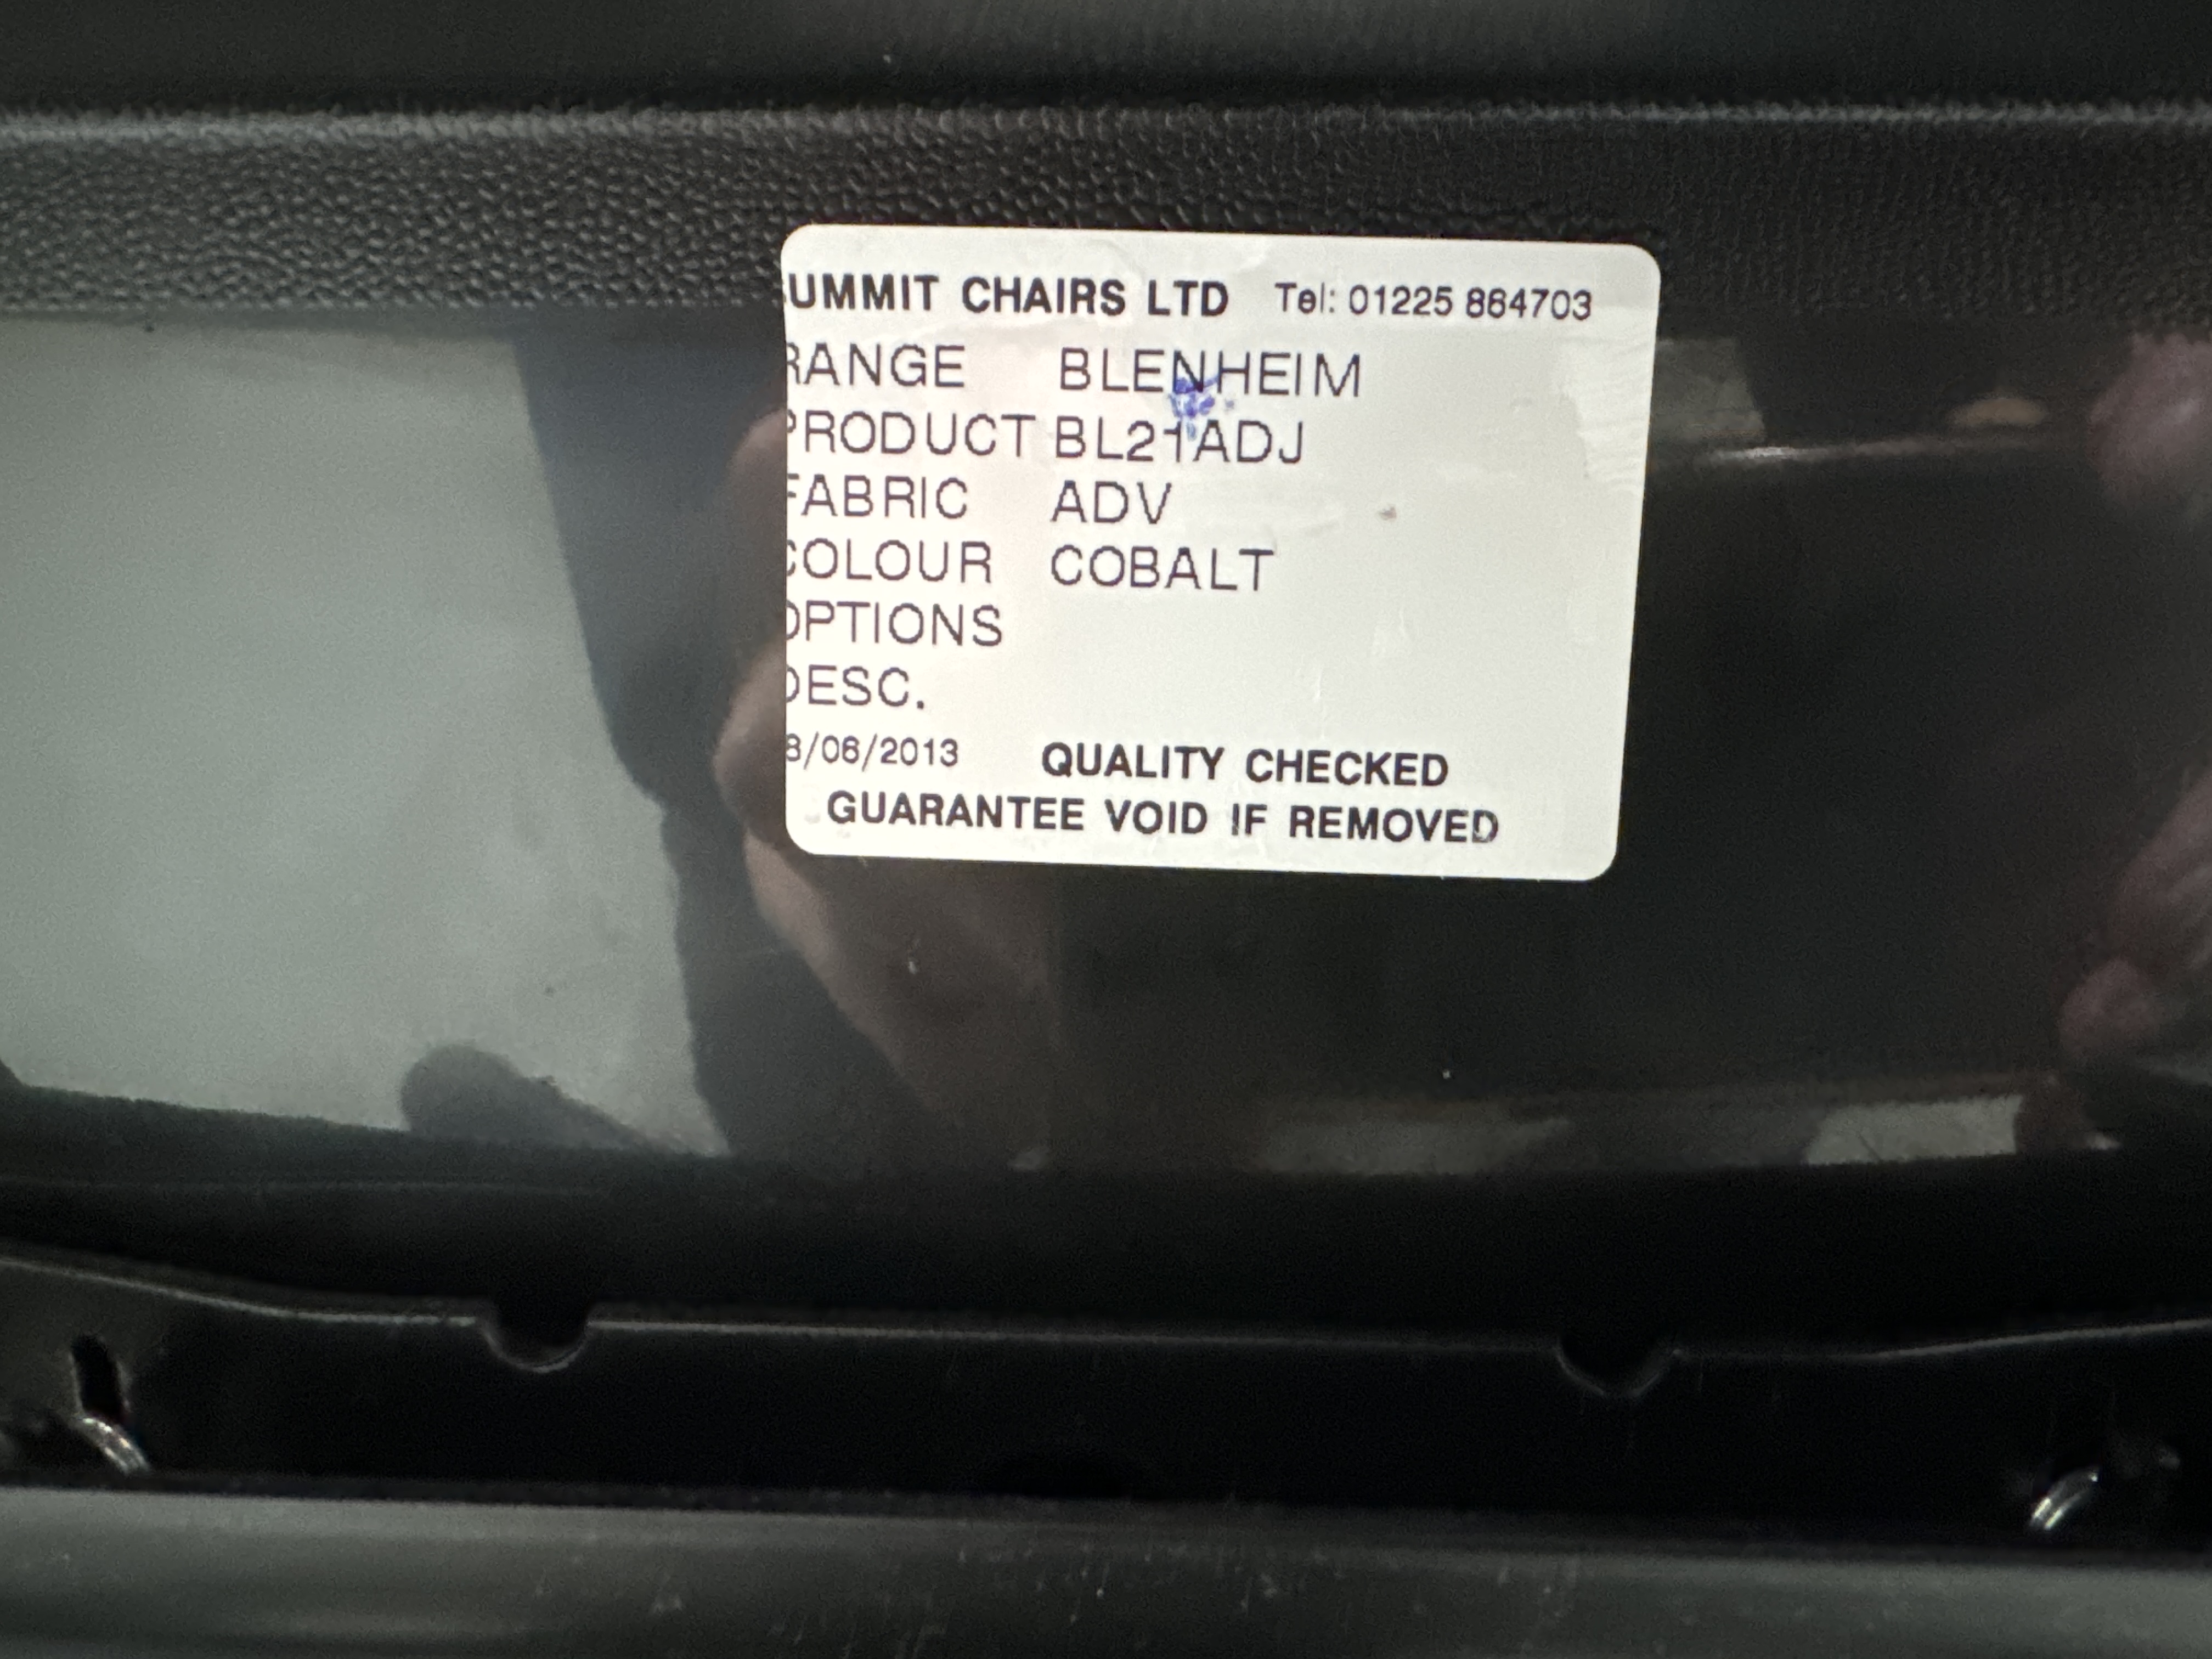 UMMIT CHAIRS LTD Tel: 01225 864703
RANGE BLENHEIM
PRODUCT BL21ADJ
FABRIC ADV
COLOUR COBALT
OPTIONS
DESC.
8/06/2013 QUALITY CHECKED
GUARANTEE VOID IF REMOVED